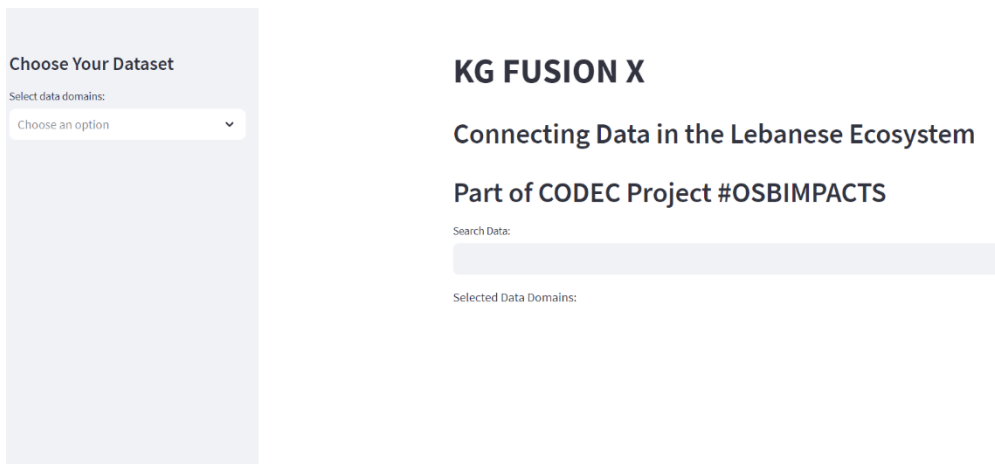 Choose Your Dataset
Select data domains:
Choose an option
KG FUSION X
Connecting Data in the Lebanese Ecosystem
Part of CODEC Project #OSBIMPACTS
Search Data:
Selected Data Domains: